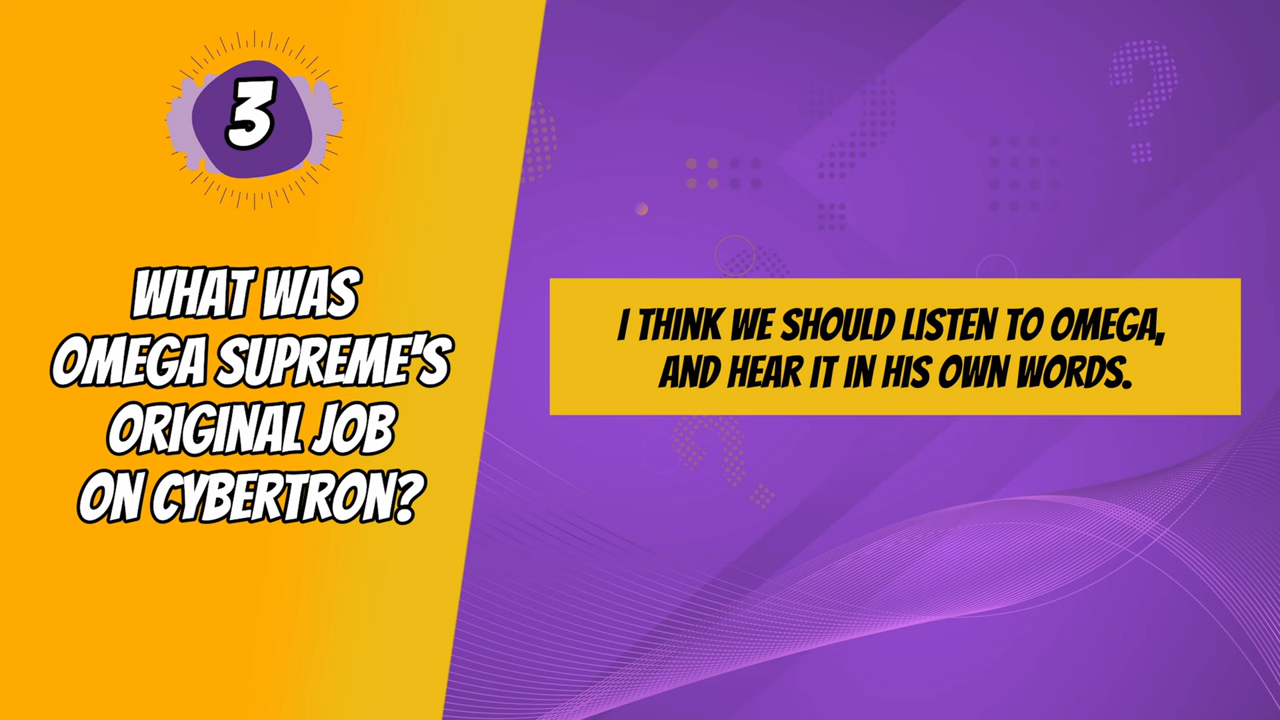 3
WHAT WAS
OMEGA SUPREME'S
ORIGINAL JOB
ON CYBERTRON?
I THINK WE SHOULD LISTEN TO OMEGA,
AND HEAR IT IN HIS OWN WORDS.